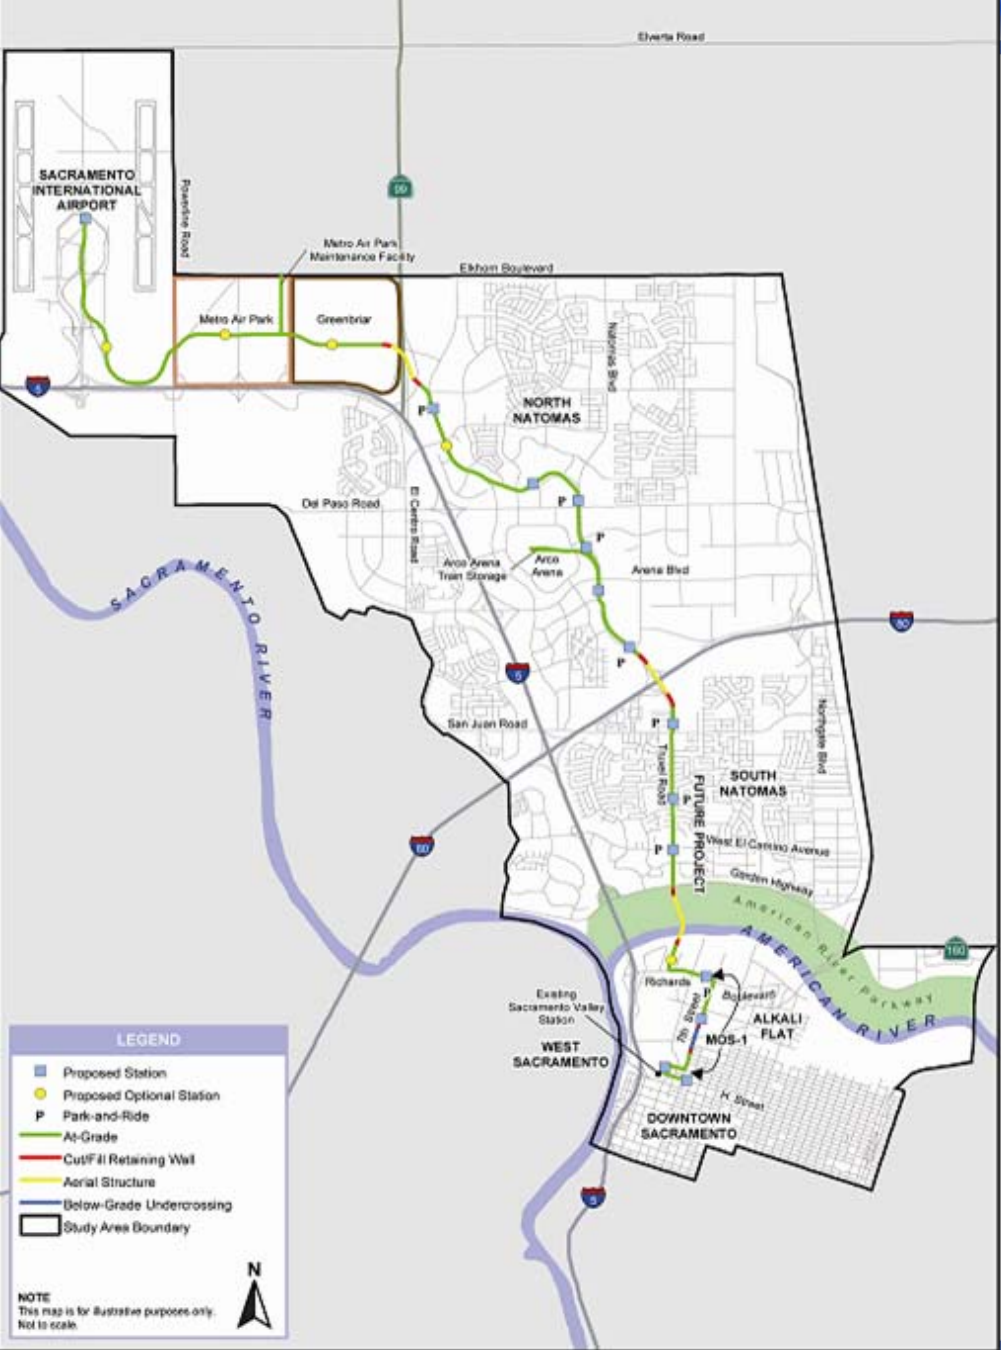 Elverta Road
99
SACRAMENTO
INTERNATIONAL
AIRPORT
Powerline Road
Metro Air Park
Maintenance Facility
Elkhorn Boulevard
Metro Air Park
Greenbriar
Natomas Blvd
5
P
NORTH
NATOMAS
Del Paso Road
El Centro Road
P
P
Arco Arena
Train Storage
Arco
Arena
Arena Blvd
SACRAMENTO RIVER
80
P
5
San Juan Road
P
Northgate Blvd
Truxel Road
FUTURE PROJECT
SOUTH
NATOMAS
P
80
P
West El Camino Avenue
Garden Highway
American River Parkway
AMERICAN RIVER
160
Richards
Boulevard
P
Existing
Sacramento Valley
Station
7th Street
ALKALI
FLAT
MOS-1
WEST
SACRAMENTO
H Street
DOWNTOWN
SACRAMENTO
5
LEGEND
Proposed Station
Proposed Optional Station
P Park-and-Ride
At-Grade
Cut/Fill Retaining Wall
Aerial Structure
Below-Grade Undercrossing
Study Area Boundary
N
NOTE
This map is for illustrative purposes only.
Not to scale.